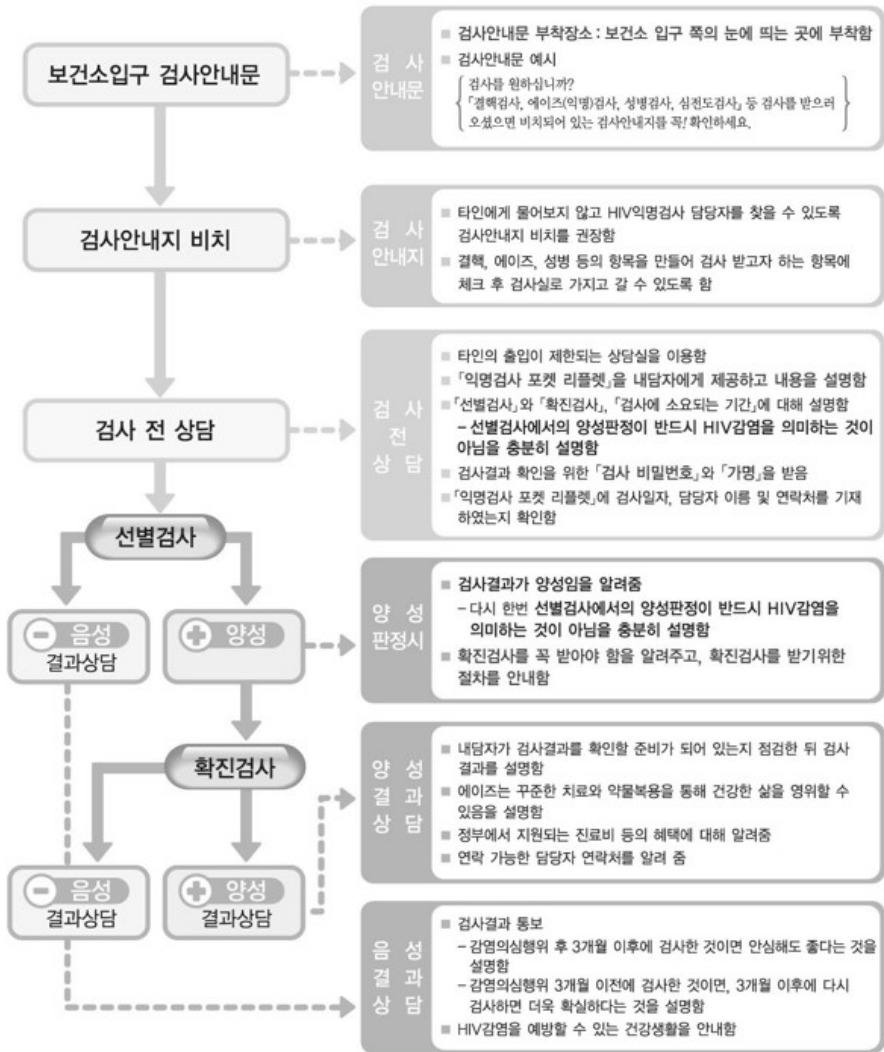 보건소입구 검사안내문
검 사
안내문
■ 검사안내문 부착장소 : 보건소 입구 쪽의 눈에 띄는 곳에 부착함
■ 검사안내문 예시
검사를 원하십니까?
「결핵검사, 에이즈(익명)검사, 성병검사, 심전도검사」 등 검사를 받으러
오셨으면 비치되어 있는 검사안내지를 꼭! 확인하세요.
검사안내지 비치
검 사
안내지
■ 타인에게 물어보지 않고 HIV익명검사 담당자를 찾을 수 있도록
검사안내지 비치를 권장함
■ 결핵, 에이즈, 성병 등의 항목을 만들어 검사 받고자 하는 항목에
체크 후 검사실로 가지고 갈 수 있도록 함
검사 전 상담
검 사
전
상 담
■ 타인의 출입이 제한되는 상담실을 이용함
■ 「익명검사 포켓 리플렛」을 내담자에게 제공하고 내용을 설명함
■ 「선별검사」와 「확진검사」, 「검사에 소요되는 기간」에 대해 설명함
– 선별검사에서의 양성판정이 반드시 HIV감염을 의미하는 것이
아님을 충분히 설명함
■ 검사결과 확인을 위한 「검사 비밀번호」와 「가명」을 받음
■ 「익명검사 포켓 리플렛」에 검사일자, 담당자 이름 및 연락처를 기재
하였는지 확인함
선별검사
음성
결과상담
양성
양 성
판정시
■ 검사결과가 양성임을 알려줌
– 다시 한번 선별검사에서의 양성판정이 반드시 HIV감염을
의미하는 것이 아님을 충분히 설명함
■ 확진검사를 꼭 받아야 함을 알려주고, 확진검사를 받기위한
절차를 안내함
확진검사
음성
결과상담
양성
결과상담
양 성
결 과
상 담
■ 내담자가 검사결과를 확인할 준비가 되어 있는지 점검한 뒤 검사
결과를 설명함
■ 에이즈는 꾸준한 치료와 약물복용을 통해 건강한 삶을 영위할 수
있음을 설명함
■ 정부에서 지원되는 진료비 등의 혜택에 대해 알려줌
■ 연락 가능한 담당자 연락처를 알려 줌
음 성
결 과
상 담
■ 검사결과 통보
– 감염의심행위 후 3개월 이후에 검사한 것이면 안심해도 좋다는 것을
설명함
– 감염의심행위 3개월 이전에 검사한 것이면, 3개월 이후에 다시
검사하면 더욱 확실하다는 것을 설명함
■ HIV감염을 예방할 수 있는 건강생활을 안내함